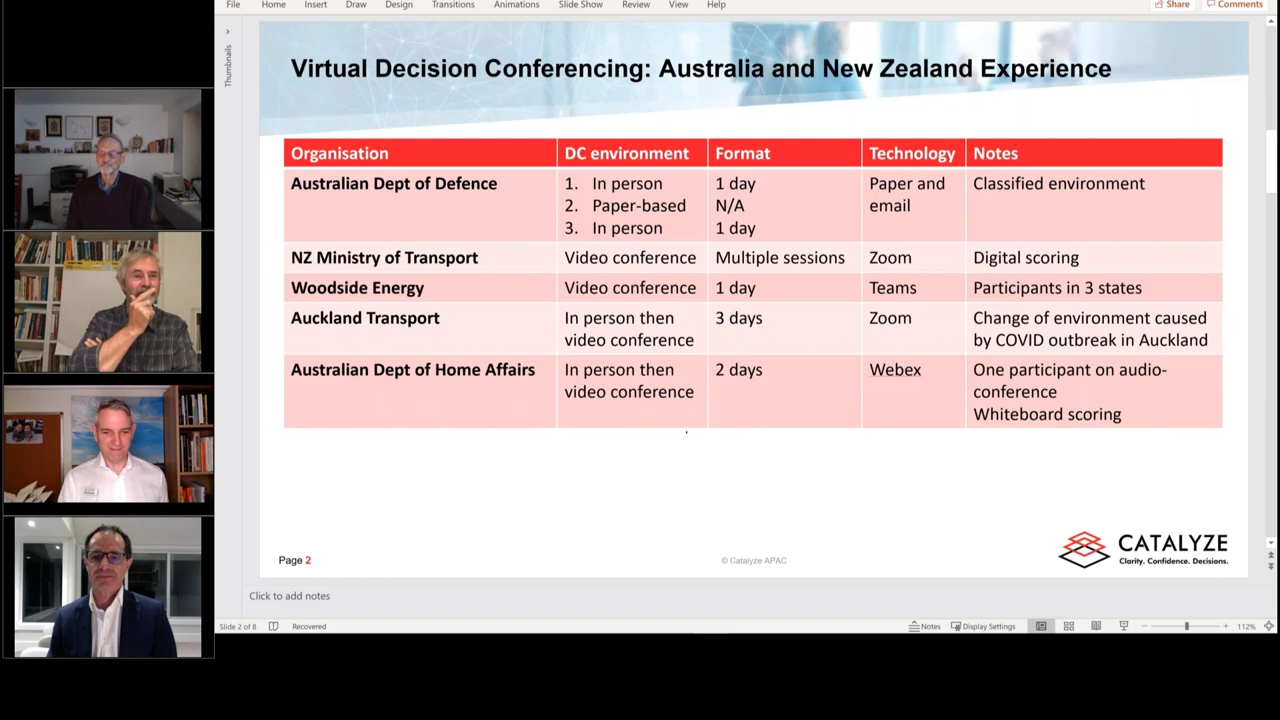 File Home Insert Draw Design Transitions Animations Slide Show Review View Help Share Comments
Thumbnails
Virtual Decision Conferencing: Australia and New Zealand Experience
Organisation DC environment Format Technology Notes
Australian Dept of Defence 1. In person 1 day Paper and Classified environment
2. Paper-based N/A email
3. In person 1 day
NZ Ministry of Transport Video conference Multiple sessions Zoom Digital scoring
Woodside Energy Video conference 1 day Teams Participants in 3 states
Auckland Transport In person then 3 days Zoom Change of environment caused
video conference by COVID outbreak in Auckland
Australian Dept of Home Affairs In person then 2 days Webex One participant on audio-
video conference conference
Whiteboard scoring
CATALYZE
Clarity. Confidence. Decisions.
Page 2 © Catalyze APAC
Click to add notes
Slide 2 of 8 Recovered Notes Display Settings 112%